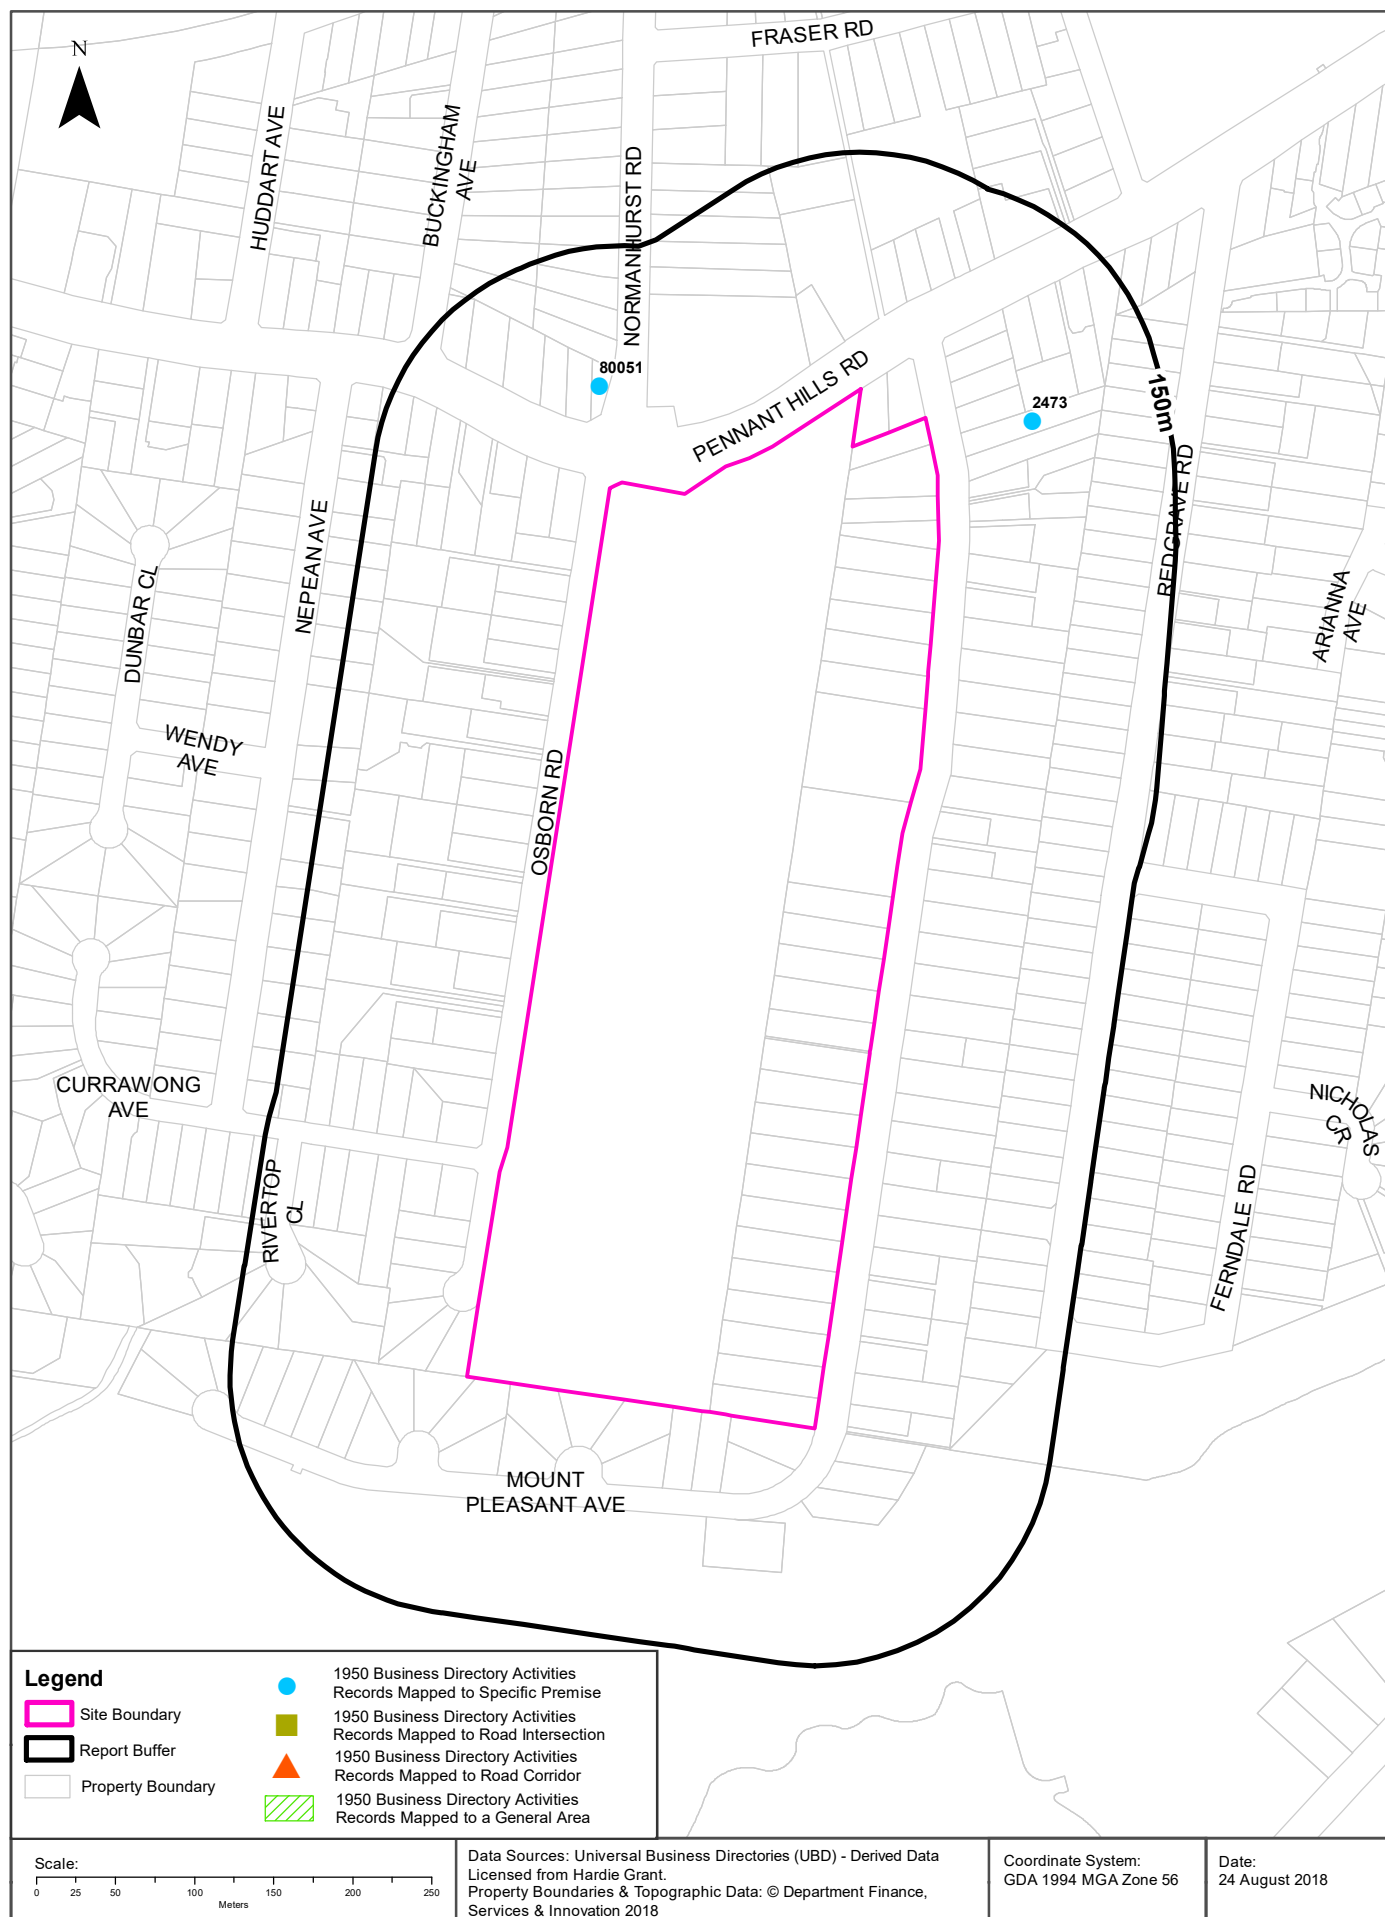 N
FRASER RD
HUDDART AVE
BUCKINGHAM
AVE
NORMANHURST RD
80051
PENNANT HILLS RD
2473
150m
REDGRAVE RD
NEPEAN AVE
DUNBAR CL
ARIANNA
AVE
WENDY
AVE
OSBORN RD
CURRAWONG
AVE
NICHOLAS
CR
RIVERTOP
CL
FERNDALE RD
MOUNT
PLEASANT AVE
Legend
Site Boundary
Report Buffer
Property Boundary
1950 Business Directory Activities
Records Mapped to Specific Premise
1950 Business Directory Activities
Records Mapped to Road Intersection
1950 Business Directory Activities
Records Mapped to Road Corridor
1950 Business Directory Activities
Records Mapped to a General Area
Scale:
0 25 50 100 150 200 250
Meters
Data Sources: Universal Business Directories (UBD) - Derived Data
Licensed from Hardie Grant.
Property Boundaries & Topographic Data: © Department Finance,
Services & Innovation 2018
Coordinate System:
GDA 1994 MGA Zone 56
Date:
24 August 2018